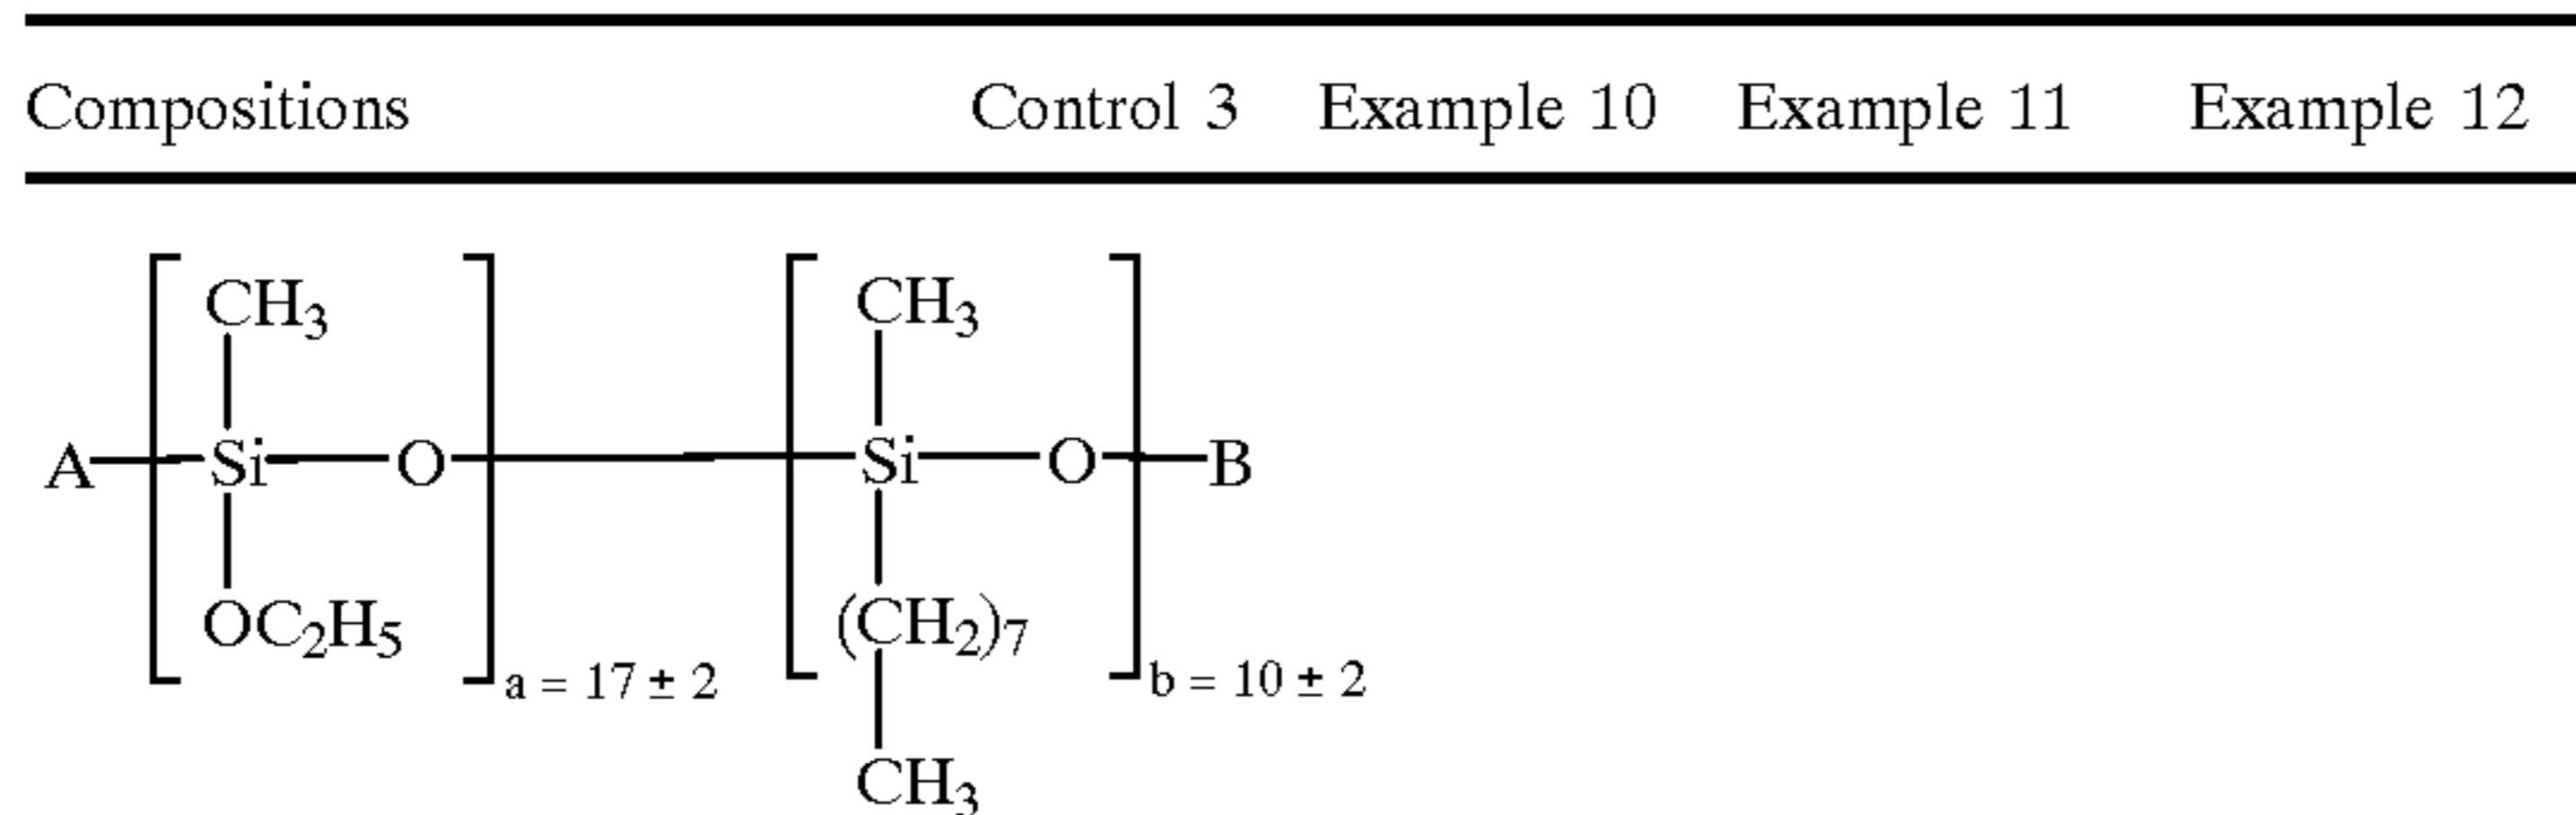 Compositions Control 3 Example 10 Example 11 Example 12
CH3 CH3
A Si O Si O B
OC2H5 (CH2)7
a = 17 ± 2 b = 10 ± 2
CH3